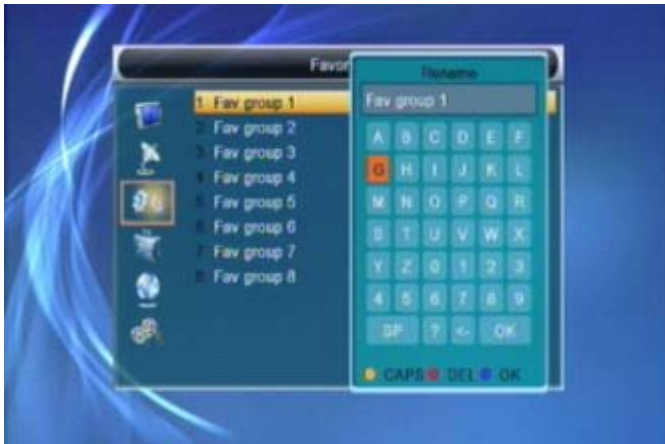 Favor
Rename
Fav group 1
1 Fav group 1
2 Fav group 2
3 Fav group 3
4 Fav group 4
5 Fav group 5
6 Fav group 6
7 Fav group 7
8 Fav group 8
A B C D E F
G H I J K L
M N O P Q R
S T U V W X
Y Z 0 1 2 3
4 5 6 7 8 9
SP ? <- OK
CAPS DEL OK